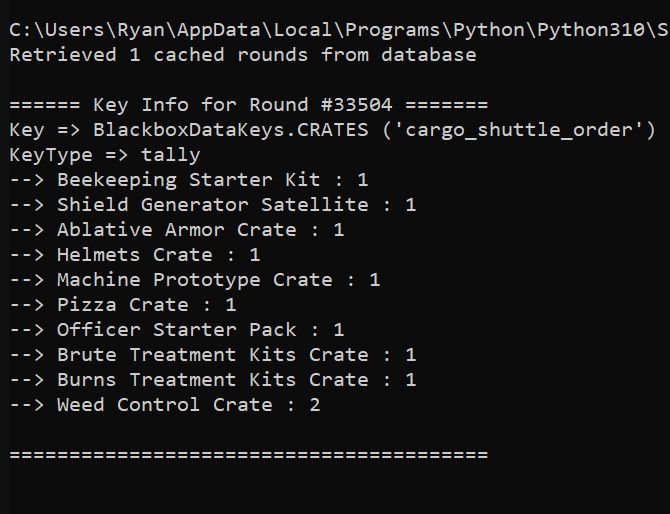 C:\Users\Ryan\AppData\Local\Programs\Python\Python310\S
Retrieved 1 cached rounds from database
====== Key Info for Round #33504 =======
Key => BlackboxDataKeys.CRATES ('cargo_shuttle_order')
KeyType => tally
--> Beekeeping Starter Kit : 1
--> Shield Generator Satellite : 1
--> Ablative Armor Crate : 1
--> Helmets Crate : 1
--> Machine Prototype Crate : 1
--> Pizza Crate : 1
--> Officer Starter Pack : 1
--> Brute Treatment Kits Crate : 1
--> Burns Treatment Kits Crate : 1
--> Weed Control Crate : 2
========================================